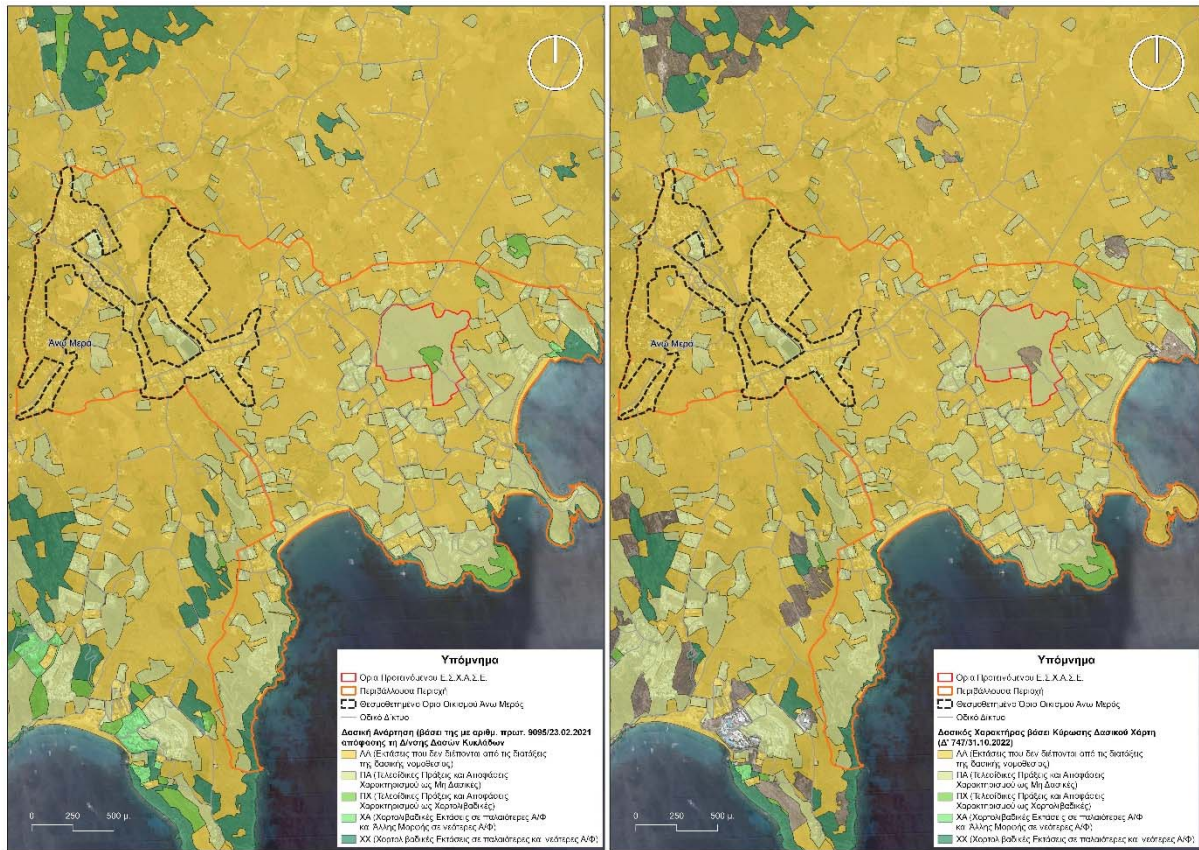 Άνω Μερά
Υπόμνημα
Όρια Προτεινόμενου Ε.Σ.Χ.Α.Σ.Ε.
Περιβάλλουσα Περιοχή
Θεσμοθετημένο Όριο Οικισμού Άνω Μεράς
Οδικό Δίκτυο
Δασική Ανάρτηση (βάσει της με αριθμ. πρωτ. 9095/23.02.2021
απόφασης τη Δ/νσης Δασών Κυκλάδων
ΛΛ (Εκτάσεις που δεν διέπονται από τις διατάξεις
της δασικής νομοθεσίας)
ΠΑ (Τελεσίδικες Πράξεις και Αποφάσεις
Χαρακτηρισμού ως Μη Δασικές)
ΠΧ (Τελεσίδικες Πράξεις και Αποφάσεις
Χαρακτηρισμού ως Χορτολιβαδικές)
ΧΑ (Χορτολιβαδικές Εκτάσεις σε παλαιότερες Α/Φ
και Άλλης Μορφής σε νεότερες Α/Φ)
ΧΧ (Χορτολιβαδικές Εκτάσεις σε παλαιότερες και νεότερες Α/Φ)
0 250 500 μ.
Άνω Μερά
Υπόμνημα
Όρια Προτεινόμενου Ε.Σ.Χ.Α.Σ.Ε.
Περιβάλλουσα Περιοχή
Θεσμοθετημένο Όριο Οικισμού Άνω Μεράς
Οδικό Δίκτυο
Δασικός Χαρακτήρας βάσει Κύρωσης Δασικού Χάρτη
(Δ' 747/31.10.2022)
ΛΛ (Εκτάσεις που δεν διέπονται από τις διατάξεις
της δασικής νομοθεσίας)
ΠΑ (Τελεσίδικες Πράξεις και Αποφάσεις
Χαρακτηρισμού ως Μη Δασικές)
ΠΧ (Τελεσίδικες Πράξεις και Αποφάσεις
Χαρακτηρισμού ως Χορτολιβαδικές)
ΧΑ (Χορτολιβαδικές Εκτάσεις σε παλαιότερες Α/Φ
και Άλλης Μορφής σε νεότερες Α/Φ)
ΧΧ (Χορτολιβαδικές Εκτάσεις σε παλαιότερες και νεότερες Α/Φ)
0 250 500 μ.